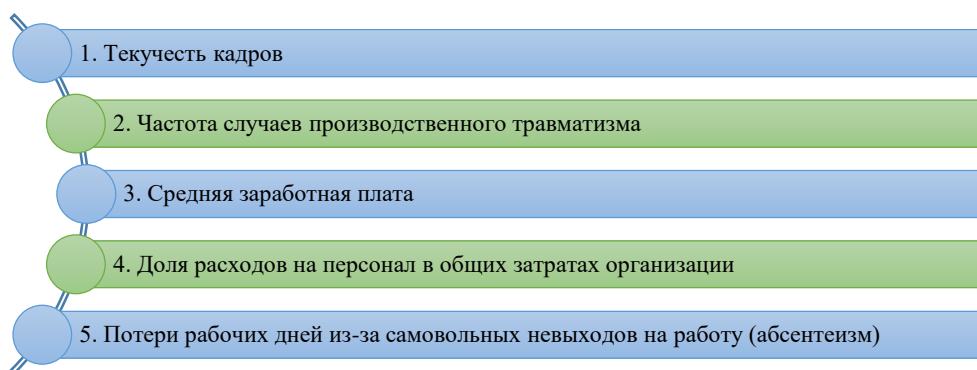 1. Текучесть кадров
2. Частота случаев производственного травматизма
3. Средняя заработная плата
4. Доля расходов на персонал в общих затратах организации
5. Потери рабочих дней из-за самовольных невыходов на работу (абсентеизм)